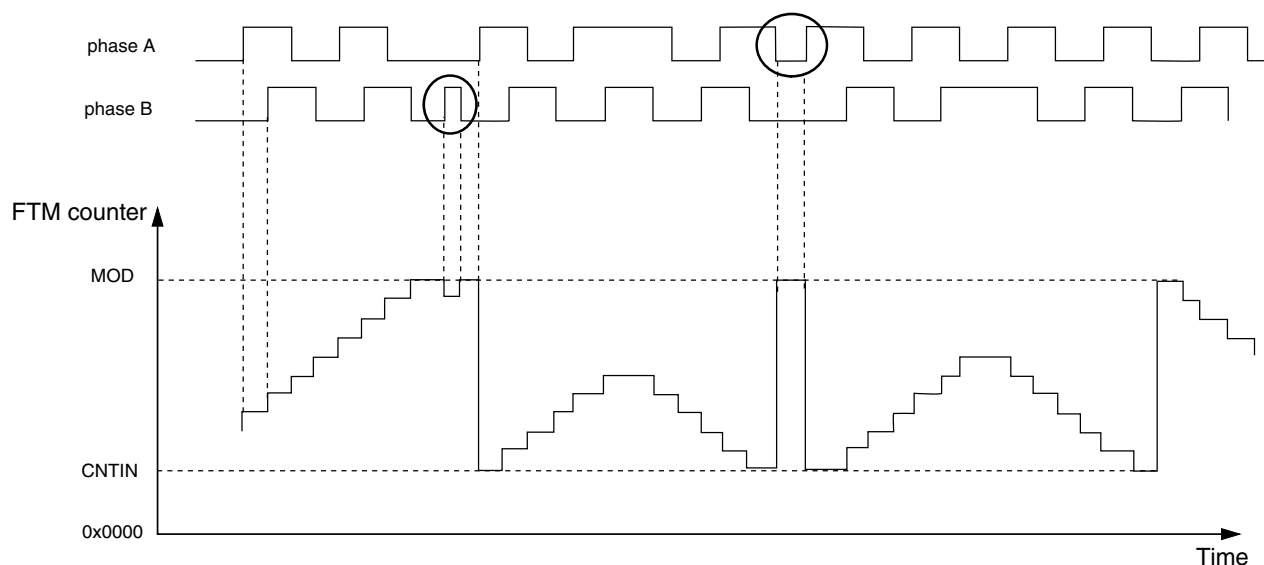 phase A
phase B
FTM counter
MOD
CNTIN
0x0000
Time